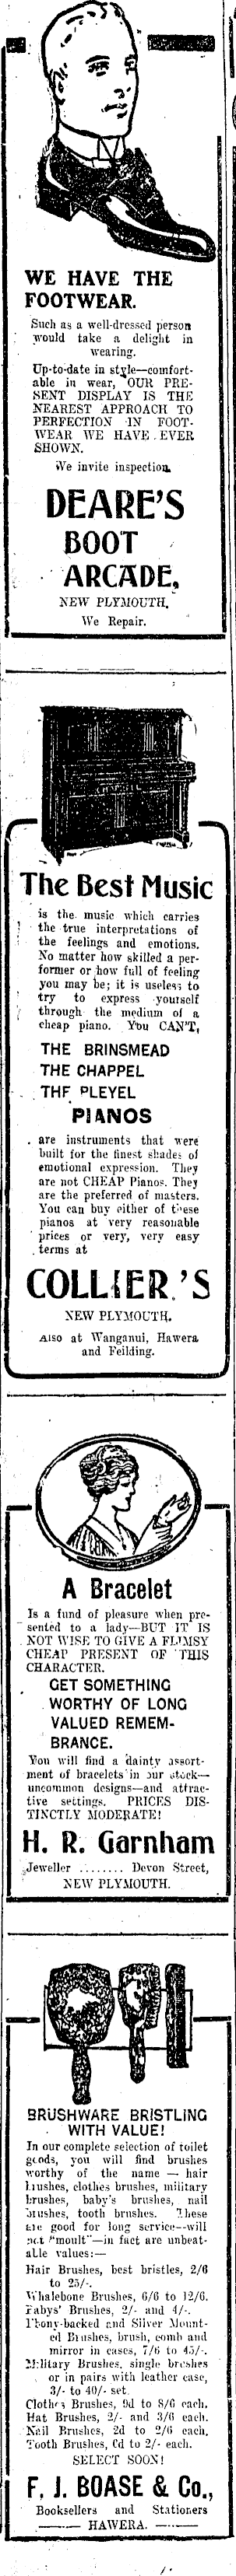 WE HAVE THE
FOOTWEAR.
Such as a well-dressed person
would take a delight in
wearing.
Up-to-date in style—comfort-
able in wear, OUR PRE-
SENT DISPLAY IS THE
NEAREST APPROACH TO
PERFECTION IN FOOT-
WEAR WE HAVE EVER
SHOWN.
We invite inspection.
DEARE'S
BOOT
ARCADE,
NEW PLYMOUTH.
We Repair.
The Best Music
is the music which carries
the true interpretations of
the feelings and emotions.
No matter how skilled a per-
former or how full of feeling
you may be; it is useless to
try to express yourself
through the medium of a
cheap piano. You CAN'T,
THE BRINSMEAD
THE CHAPPEL
THE PLEYEL
PIANOS
are instruments that were
built for the finest shades of
emotional expression. They
are not CHEAP Pianos. They
are the preferred of masters.
You can buy either of these
pianos at very reasonable
prices or very, very easy
terms at
COLLIER'S
NEW PLYMOUTH.
Also at Wanganui, Hawera
and Feilding.
A Bracelet
Is a fund of pleasure when pre-
sented to a lady—BUT IT IS
NOT WISE TO GIVE A FLIMSY
CHEAP PRESENT OF THIS
CHARACTER.
GET SOMETHING
WORTHY OF LONG
VALUED REMEM-
BRANCE.
You will find a dainty assort-
ment of bracelets in our stock—
uncommon designs—and attrac-
tive settings. PRICES DIS-
TINCTLY MODERATE!
H. R. Garnham
Jeweller ........ Devon Street,
NEW PLYMOUTH.
BRUSHWARE BRISTLING
WITH VALUE!
In our complete selection of toilet
goods, you will find brushes
worthy of the name — hair
brushes, clothes brushes, military
brushes, baby's brushes, nail
brushes, tooth brushes. These
are good for long service—will
not "moult"—in fact are unbeat-
able values:—
Hair Brushes, best bristles, 2/6
to 25/-.
Whalebone Brushes, 6/6 to 12/6.
Babys' Brushes, 2/- and 4/-.
Ebony-backed and Silver Mount-
ed Brushes, brush, comb and
mirror in cases, 7/6 to 45/-.
Military Brushes, single brushes
or in pairs with leather case,
3/- to 40/- set.
Clothes Brushes, 9d to 8/6 each.
Hat Brushes, 2/- and 3/6 each.
Nail Brushes, 2d to 2/6 each.
Tooth Brushes, 6d to 2/- each.
SELECT SOON!
F. J. BOASE & Co.,
Booksellers and Stationers
HAWERA.